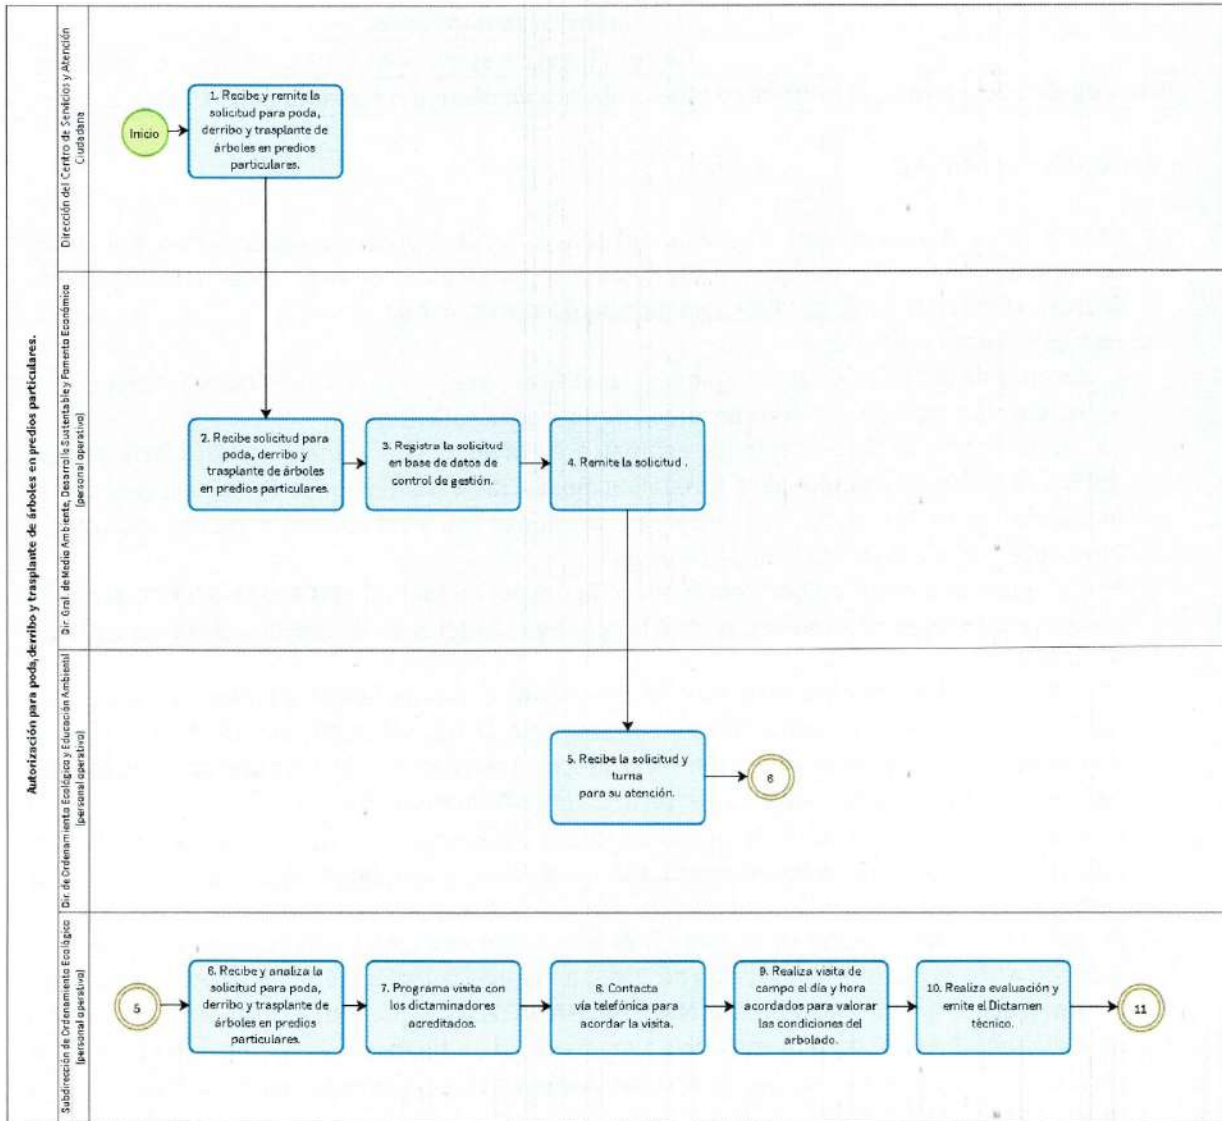 Autorización para poda, derribo y trasplante de árboles en predios particulares.
Dirección del Centro de Servicios y Atención
Ciudadana
Inicio
1. Recibe y remite la
solicitud para poda,
derribo y trasplante de
árboles en predios
particulares.
Dir. Gral. de Medio Ambiente, Desarrollo Sustentable y Fomento Económico
(personal operativo)
2. Recibe solicitud para
poda, derribo y
trasplante de árboles
en predios particulares.
3. Registra la solicitud
en base de datos de
control de gestión.
4. Remite la solicitud .
Dir. de Ordenamiento Ecológico y Educación Ambiental
(personal operativo)
5. Recibe la solicitud y
turna
para su atención.
6
Subdirección de Ordenamiento Ecológico
(personal operativo)
5
6. Recibe y analiza la
solicitud para poda,
derribo y trasplante de
árboles en predios
particulares.
7. Programa visita con
los dictaminadores
acreditados.
8. Contacta
vía telefónica para
acordar la visita.
9. Realiza visita de
campo el día y hora
acordados para valorar
las condiciones del
arbolado.
10. Realiza evaluación y
emite el Dictamen
técnico.
11